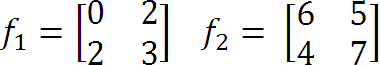 f₁ = [0 2; 2 3] f₂ = [6 5; 4 7]